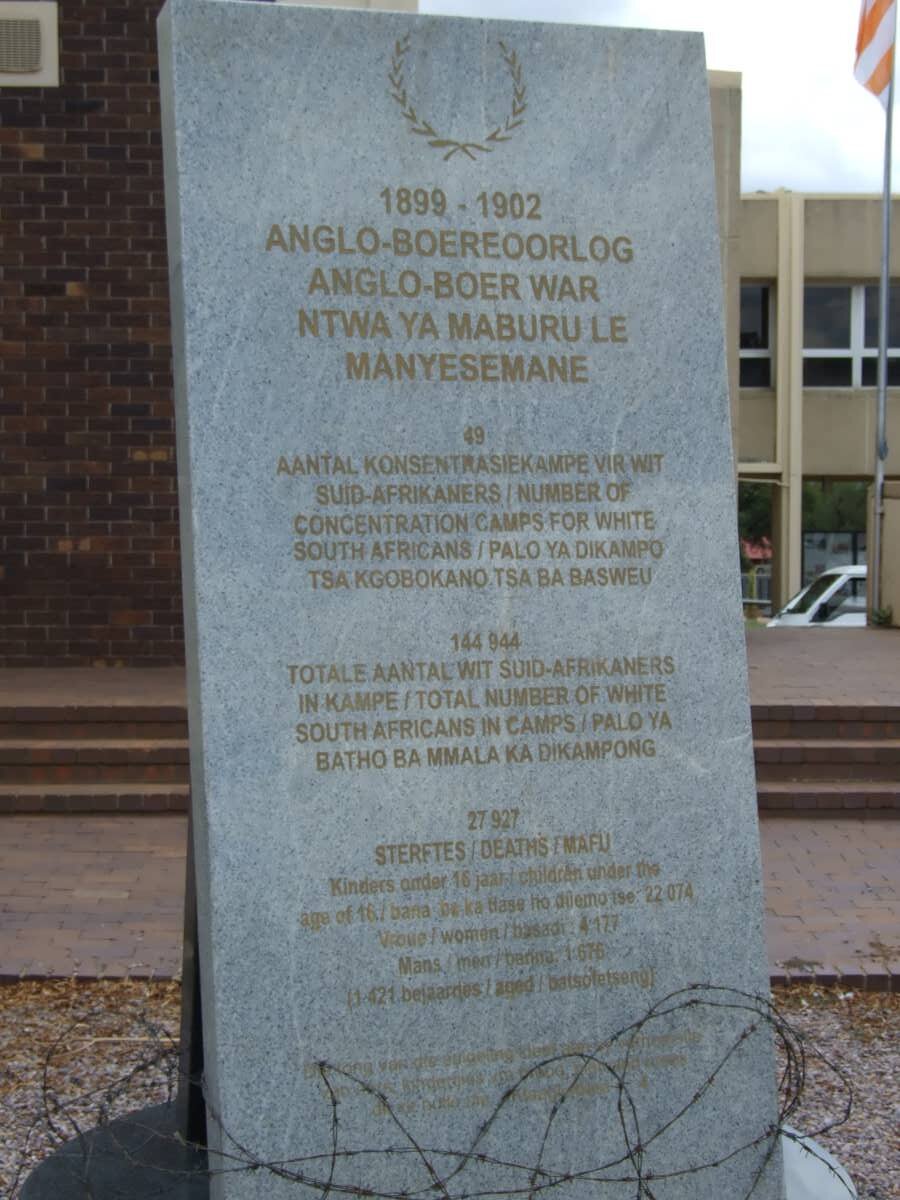 1899 - 1902
ANGLO-BOEREOORLOG
ANGLO-BOER WAR
NTWA YA MABURU LE
MANYESEMANE
49
AANTAL KONSENTRASIEKAMPE VIR WIT
SUID-AFRIKANERS / NUMBER OF
CONCENTRATION CAMPS FOR WHITE
SOUTH AFRICANS / PALO YA DIKAMPO
TSA KGOBOKANO TSA BA BASWEU
144 944
TOTALE AANTAL WIT SUID-AFRIKANERS
IN KAMPE / TOTAL NUMBER OF WHITE
SOUTH AFRICANS IN CAMPS / PALO YA
BATHO BA MMALA KA DIKAMPONG
27 927
STERFTES / DEATHS / MAFU
Kinders onder 16 jaar / children under the
age of 16 / bana ba ka tlase ho dilemo tse 22 074
Vroue / women / basadi : 4 177
Mans / men / banna: 1 676
(1 421 bejaardes / aged / batsofetseng)
van die